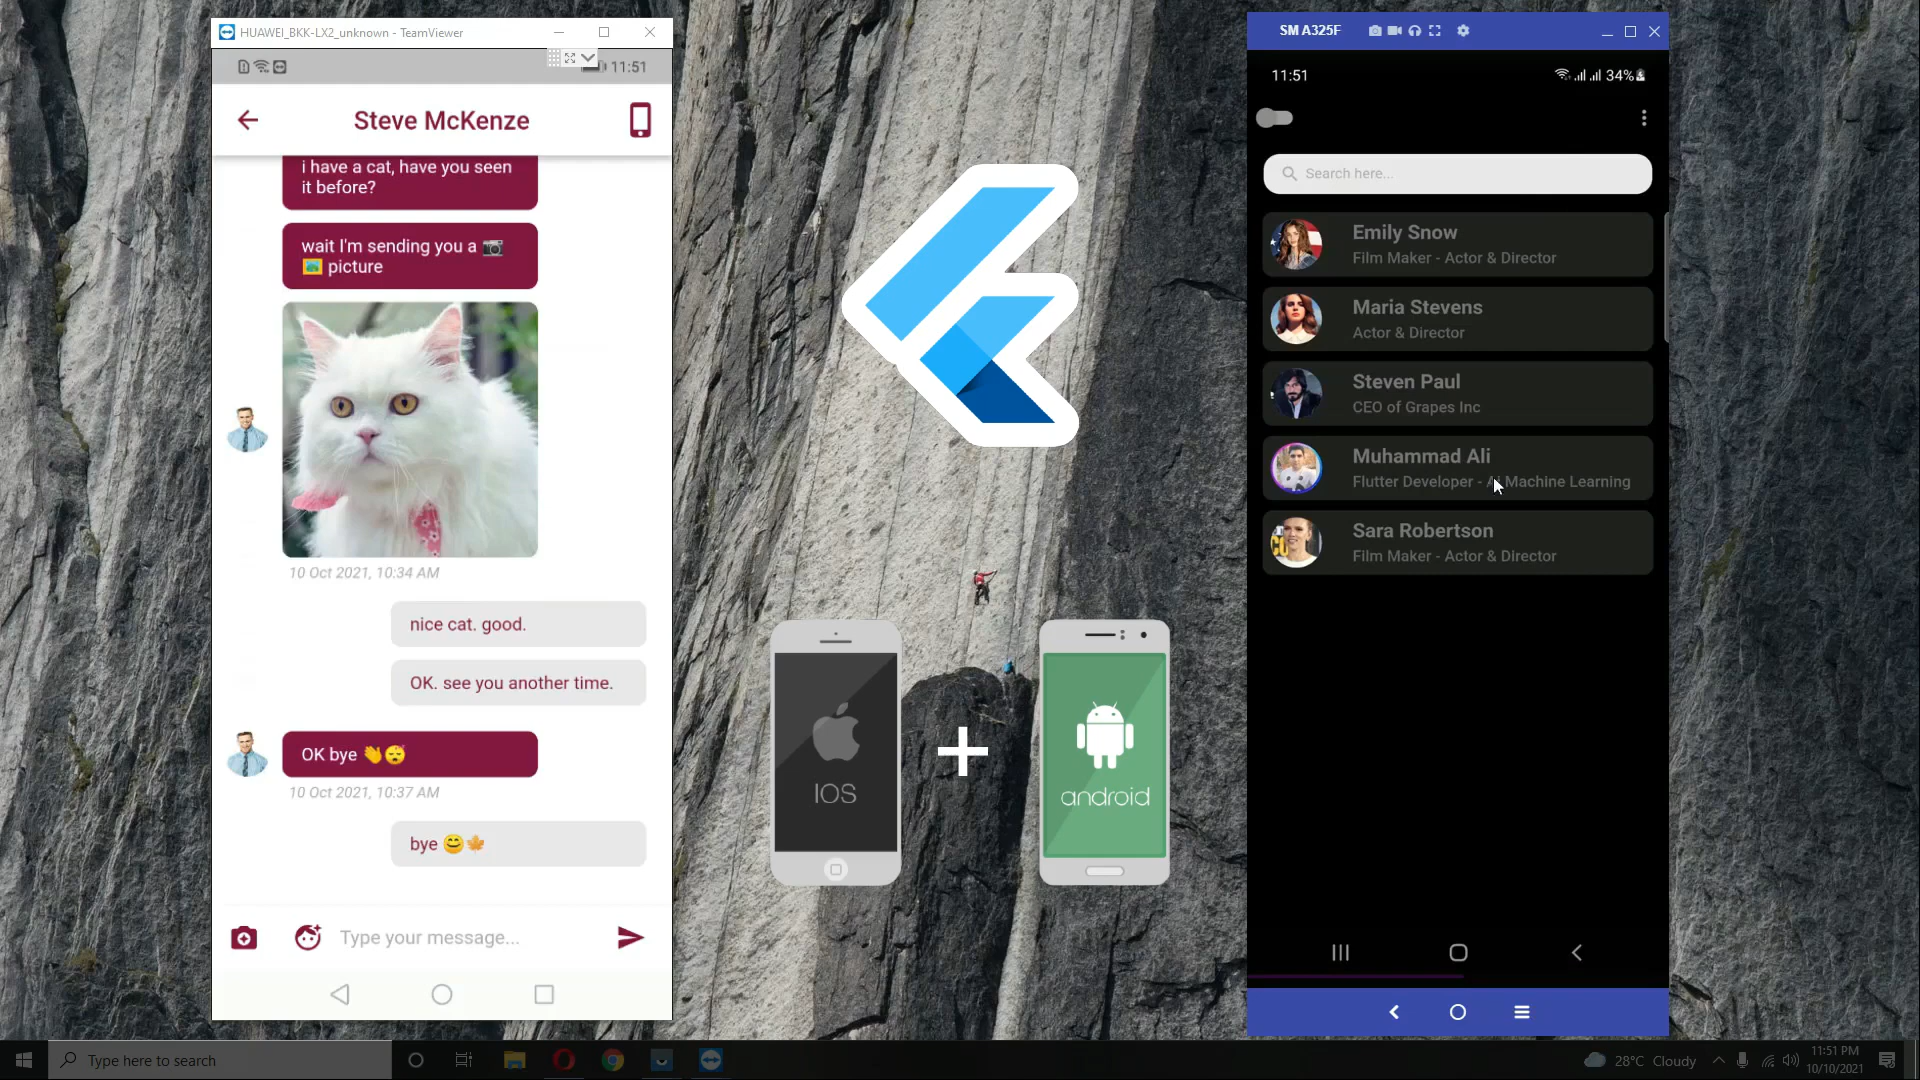 HUAWEI_BKK-LX2_unknown - TeamViewer
11:51
Steve McKenze
i have a cat, have you seen
it before?
wait I'm sending you a 📷
🖼️ picture
10 Oct 2021, 10:34 AM
nice cat. good.
OK. see you another time.
OK bye 👋😴
10 Oct 2021, 10:37 AM
bye 😊🍁
Type your message...
IOS
+
android
SM A325F
11:51
34%
Search here...
Emily Snow
Film Maker - Actor & Director
Maria Stevens
Actor & Director
Steven Paul
CEO of Grapes Inc
Muhammad Ali
Flutter Developer - Machine Learning
Sara Robertson
Film Maker - Actor & Director
Type here to search
28°C Cloudy
11:51 PM
10/10/2021